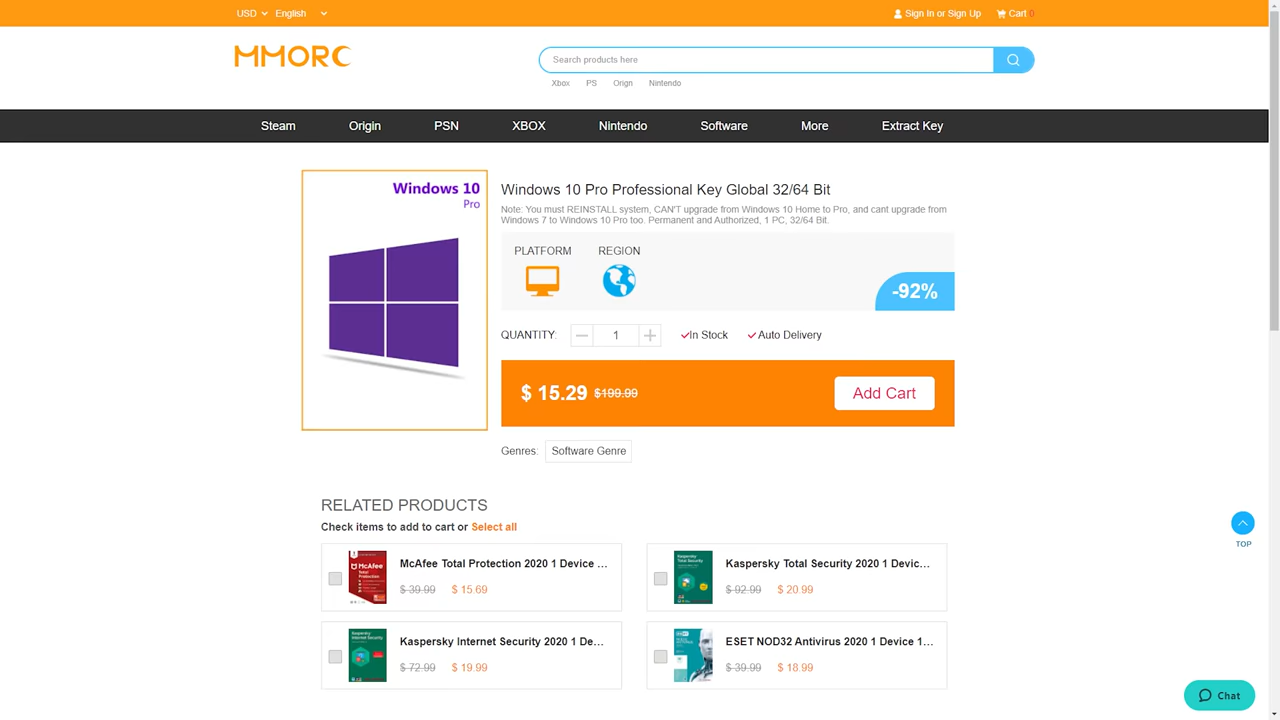 USD English Sign In or Sign Up Cart 0
MMORC
Search products here
Xbox PS Orign Nintendo
Steam Origin PSN XBOX Nintendo Software More Extract Key
Windows 10
Pro
Windows 10 Pro Professional Key Global 32/64 Bit
Note: You must REINSTALL system, CAN'T upgrade from Windows 10 Home to Pro, and cant upgrade from
Windows 7 to Windows 10 Pro too. Permanent and Authorized, 1 PC, 32/64 Bit.
PLATFORM REGION
-92%
QUANTITY: 1 In Stock Auto Delivery
$ 15.29 $199.99 Add Cart
Genres: Software Genre
RELATED PRODUCTS
Check items to add to cart or Select all
McAfee Total Protection 2020 1 Device ...
$ 39.99 $ 15.69
Kaspersky Total Security 2020 1 Devic...
$ 92.99 $ 20.99
Kaspersky Internet Security 2020 1 De...
$ 72.99 $ 19.99
ESET NOD32 Antivirus 2020 1 Device 1...
$ 39.99 $ 18.99
TOP
Chat